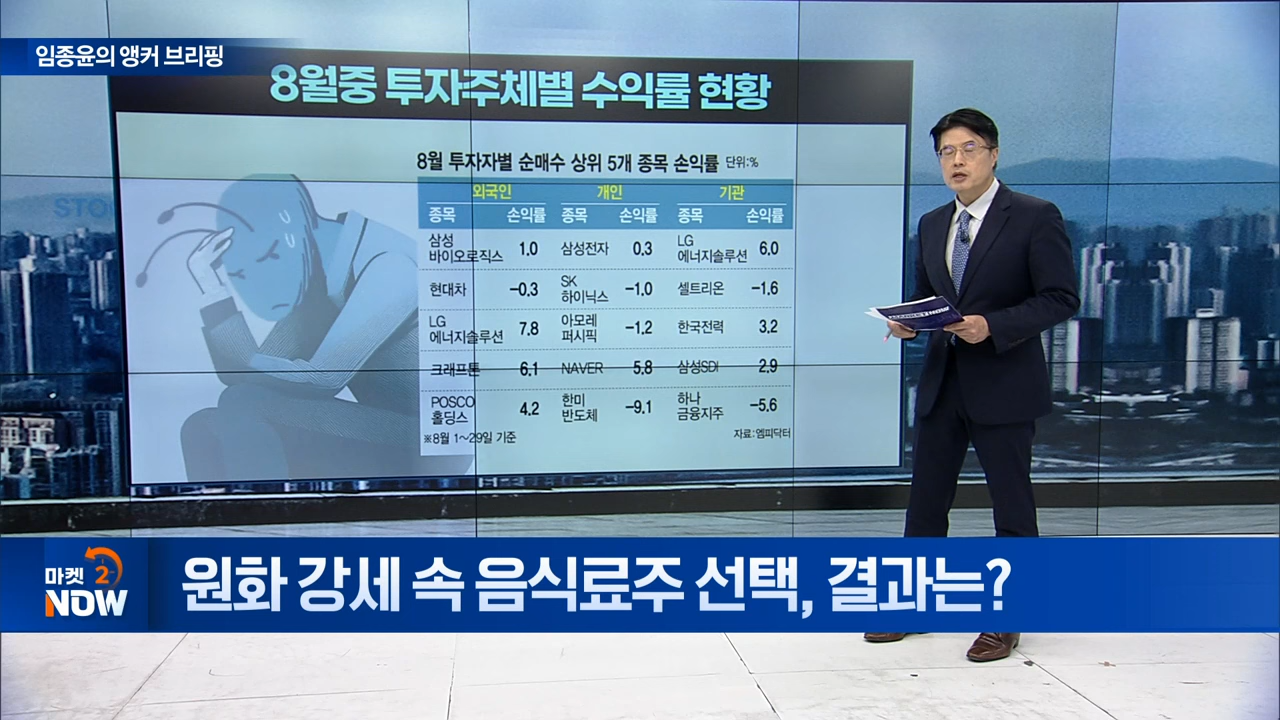 임종윤의 앵커 브리핑
8월중 투자주체별 수익률 현황
8월 투자자별 순매수 상위 5개 종목 손익률 단위:%
외국인 개인 기관
종목 손익률 종목 손익률 종목 손익률
삼성
바이오로직스 1.0 삼성전자 0.3 LG
에너지솔루션 6.0
현대차 -0.3 SK
하이닉스 -1.0 셀트리온 -1.6
LG
에너지솔루션 7.8 아모레
퍼시픽 -1.2 한국전력 3.2
크래프톤 6.1 NAVER 5.8 삼성SDI 2.9
POSCO
홀딩스 4.2 한미
반도체 -9.1 하나
금융지주 -5.6
※8월 1~29일 기준 자료:엠피닥터
마켓 2
NOW
원화 강세 속 음식료주 선택, 결과는?